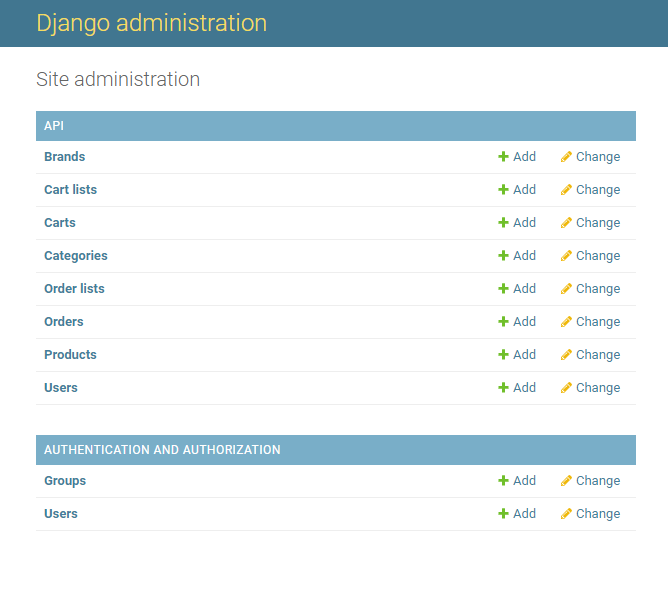 Django administration
Site administration
API
Brands Add Change
Cart lists Add Change
Carts Add Change
Categories Add Change
Order lists Add Change
Orders Add Change
Products Add Change
Users Add Change
AUTHENTICATION AND AUTHORIZATION
Groups Add Change
Users Add Change